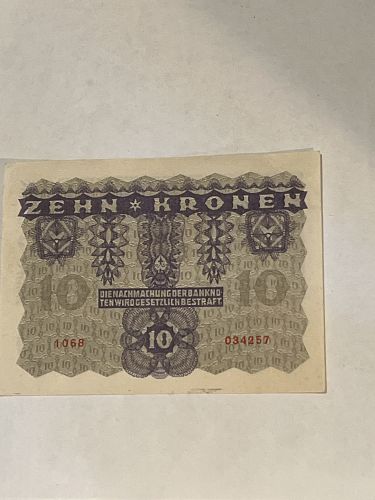 ZEHN ★ KRONEN
10 10
DIE NACHMACHUNG DER BANKNO-
TEN WIRD GESETZLICH BESTRAFT.
1068 10 034257